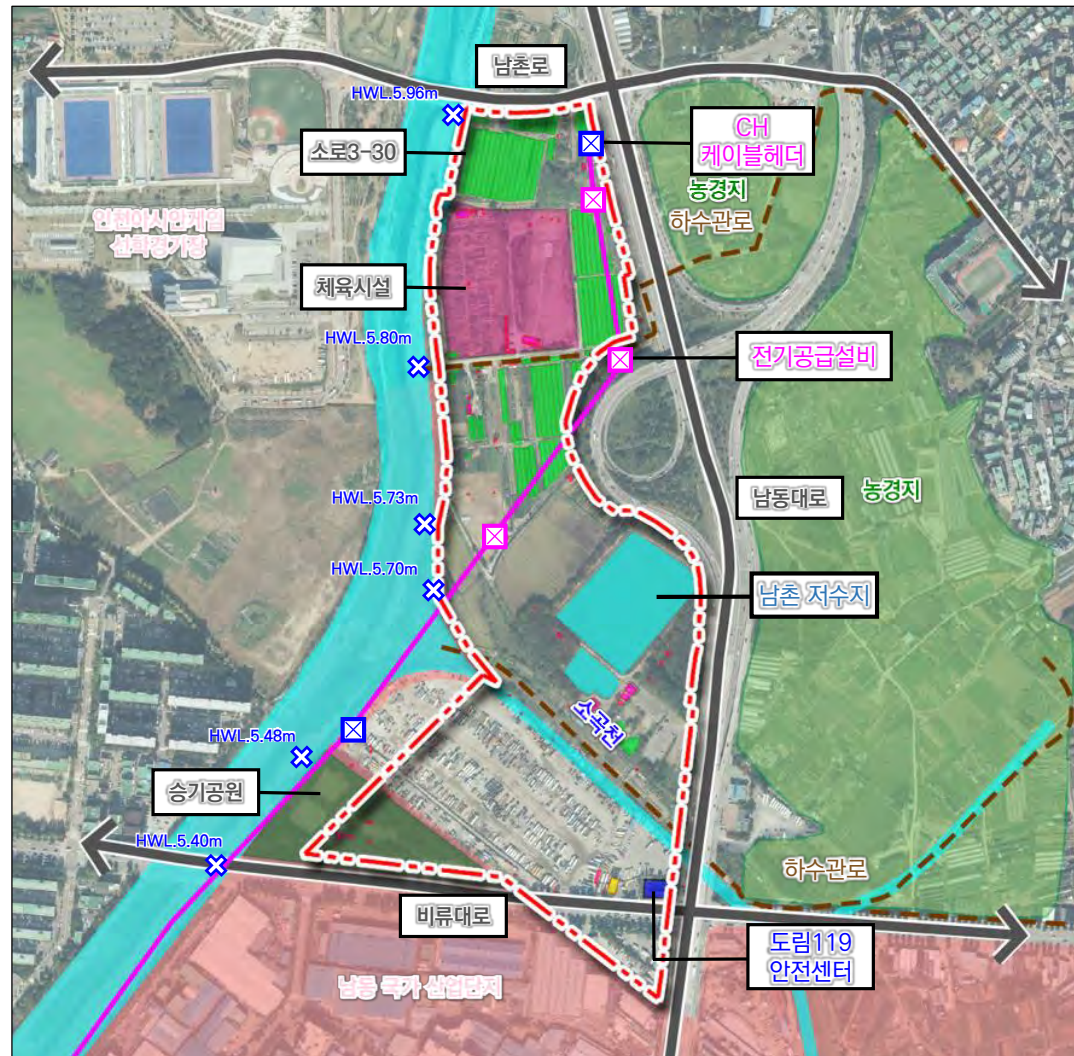 남촌로
HWL.5.96m
CH
케이블헤더
소로3-30
농경지
하수관로
인천아시안게임
선학경기장
체육시설
HWL.5.80m
전기공급설비
HWL.5.73m
남동대로
농경지
HWL.5.70m
남촌 저수지
소곡천
HWL.5.48m
승기공원
HWL.5.40m
하수관로
비류대로
도림119
안전센터
남동 국가 산업단지